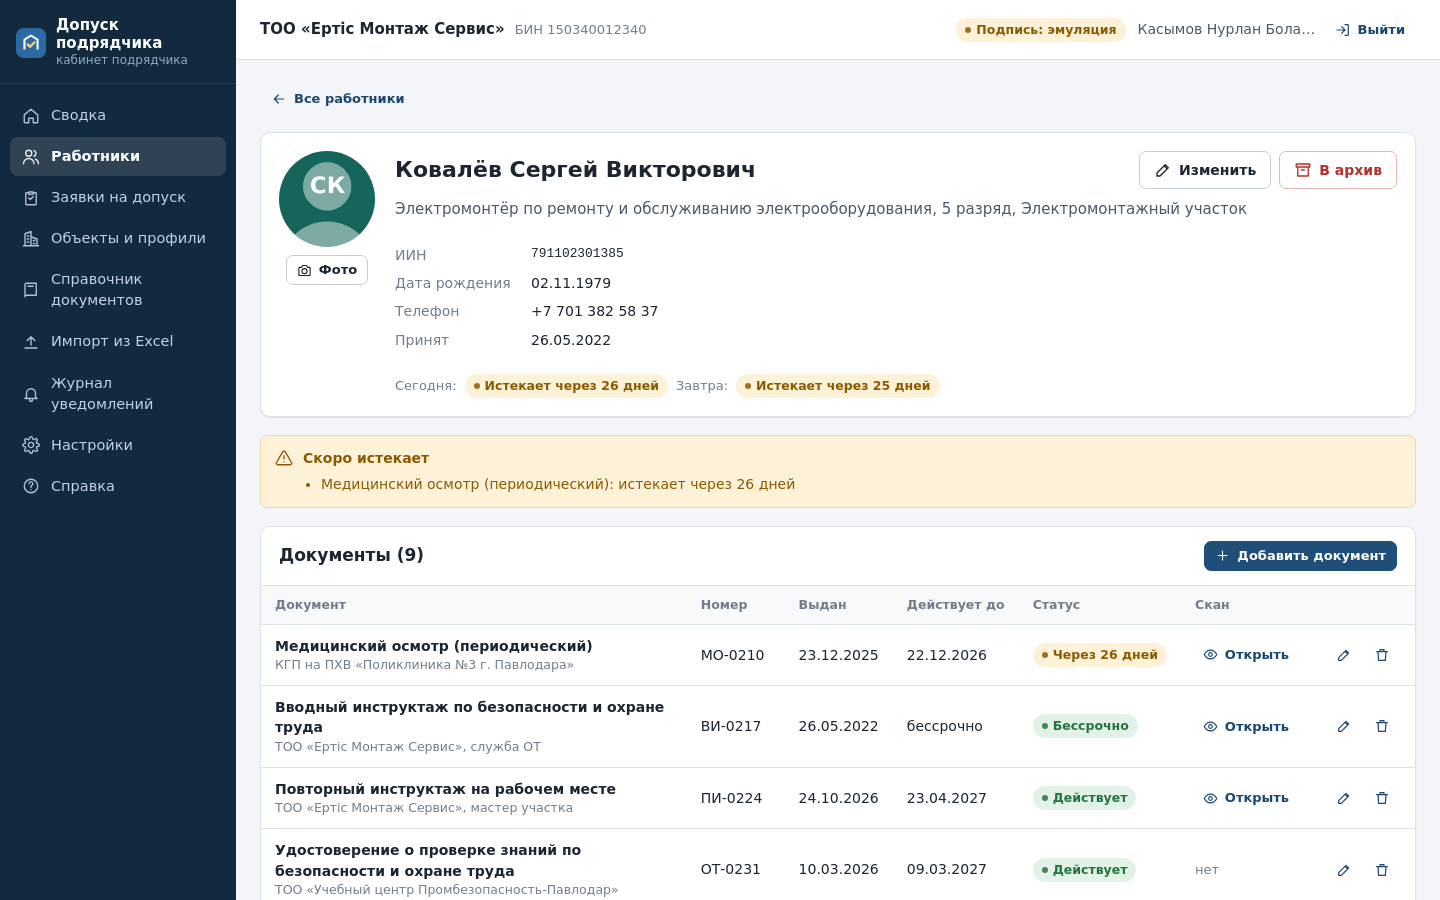 Допуск
подрядчика
кабинет подрядчика
Сводка
Работники
Заявки на допуск
Объекты и профили
Справочник
документов
Импорт из Excel
Журнал
уведомлений
Настройки
Справка
ТОО «Ертіс Монтаж Сервис» БИН 150340012340
Подпись: эмуляция
Касымов Нурлан Бола…
Выйти
Все работники
СК
Фото
Ковалёв Сергей Викторович
Изменить
В архив
Электромонтёр по ремонту и обслуживанию электрооборудования, 5 разряд, Электромонтажный участок
ИИН 791102301385
Дата рождения 02.11.1979
Телефон +7 701 382 58 37
Принят 26.05.2022
Сегодня: Истекает через 26 дней Завтра: Истекает через 25 дней
Скоро истекает
• Медицинский осмотр (периодический): истекает через 26 дней
Документы (9)
Добавить документ
Документ Номер Выдан Действует до Статус Скан
Медицинский осмотр (периодический)
КГП на ПХВ «Поликлиника №3 г. Павлодара»
МО-0210 23.12.2025 22.12.2026 Через 26 дней Открыть
Вводный инструктаж по безопасности и охране
труда
ТОО «Ертіс Монтаж Сервис», служба ОТ
ВИ-0217 26.05.2022 бессрочно Бессрочно Открыть
Повторный инструктаж на рабочем месте
ТОО «Ертіс Монтаж Сервис», мастер участка
ПИ-0224 24.10.2026 23.04.2027 Действует Открыть
Удостоверение о проверке знаний по
безопасности и охране труда
ТОО «Учебный центр Промбезопасность-Павлодар»
ОТ-0231 10.03.2026 09.03.2027 Действует нет